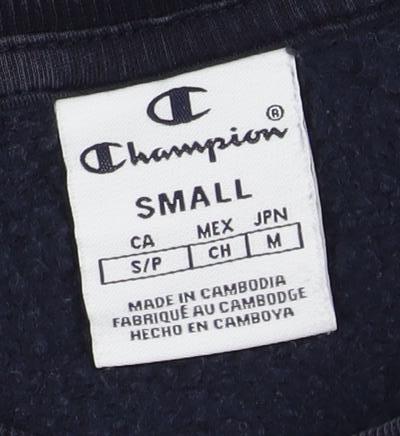 C
Champion®
SMALL
CA MEX JPN
S/P CH M
MADE IN CAMBODIA
FABRIQUÉ AU CAMBODGE
HECHO EN CAMBOYA